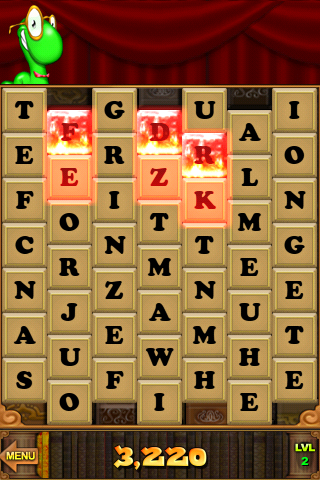 T F G D U A I
E E R Z R L O
F O I T K M N
C R N M T E G
N J Z A N U E
A U E W M H T
S O F I H E E
MENU 3,220 LVL 2